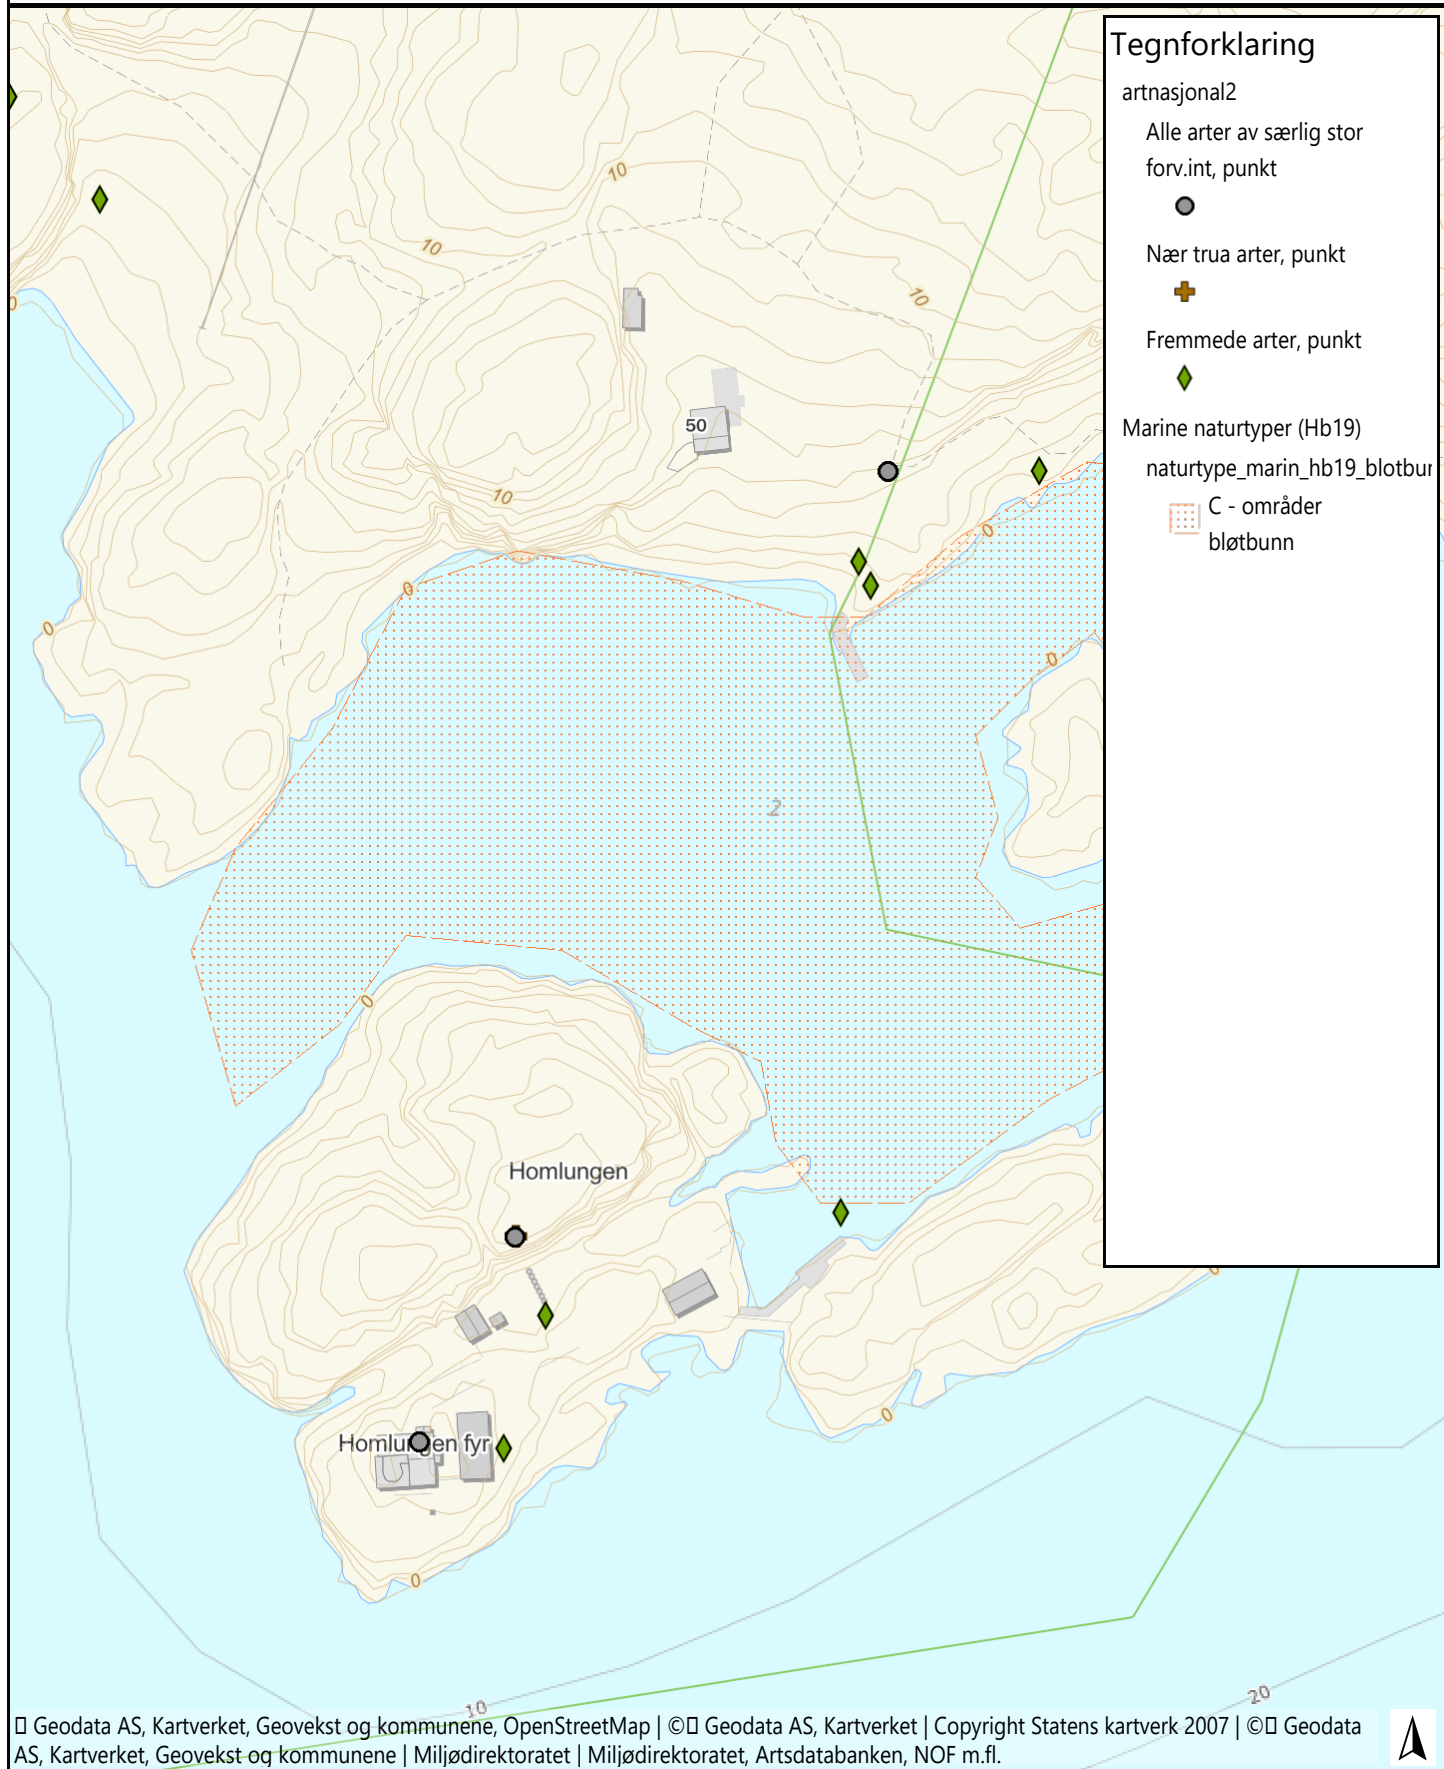 Tegnforklaring
artnasjonal2
Alle arter av særlig stor
forv.int, punkt
Nær trua arter, punkt
Fremmede arter, punkt
Marine naturtyper (Hb19)
naturtype_marin_hb19_blotbur
C - områder
bløtbunn
10
10
10
0
50
10
0
0
0
0
2
0
Homlungen
0
0
Homlungen fyr
0
10
20
▯ Geodata AS, Kartverket, Geovekst og kommunene, OpenStreetMap | ©▯ Geodata AS, Kartverket | Copyright Statens kartverk 2007 | ©▯ Geodata
AS, Kartverket, Geovekst og kommunene | Miljødirektoratet | Miljødirektoratet, Artsdatabanken, NOF m.fl.